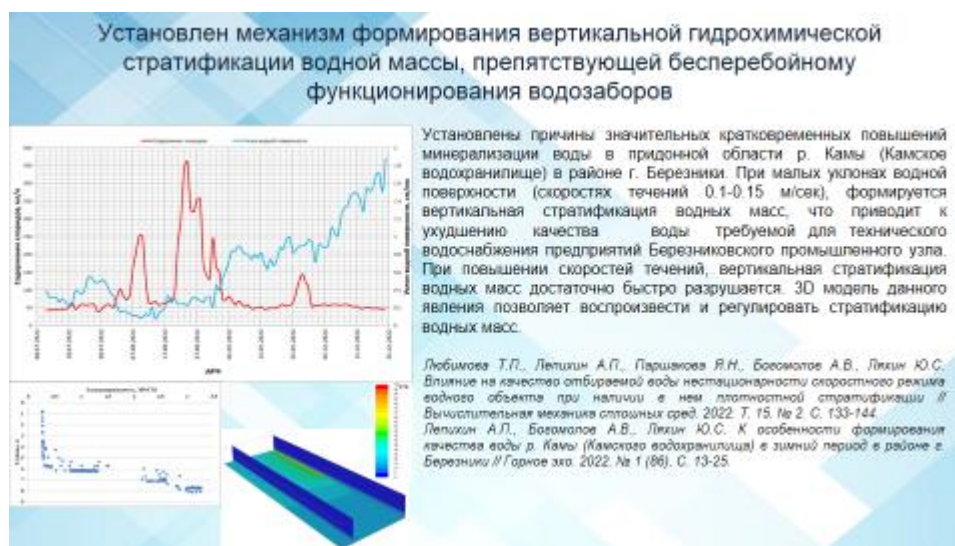 Установлен механизм формирования вертикальной гидрохимической
стратификации водной массы, препятствующей бесперебойному
функционирования водозаборов
Установлены причины значительных кратковременных повышений
минерализации воды в придонной области р. Камы (Камское
водохранилище) в районе г. Березники. При малых уклонах водной
поверхности (скоростях течений 0.1-0.15 м/сек), формируется
вертикальная стратификация водных масс, что приводит к
ухудшению качества воды требуемой для технического
водоснабжения предприятий Березниковского промышленного узла.
При повышении скоростей течений, вертикальная стратификация
водных масс достаточно быстро разрушается. 3D модель данного
явления позволяет воспроизвести и регулировать стратификацию
водных масс.
Любимова Т.П., Лепихин А.П., Паршакова Я.Н., Богомолов А.В., Ляхин Ю.С.
Влияние на качество отбираемой воды нестационарности скоростного режима
водного объекта при наличии в нем плотностной стратификации //
Вычислительная механика сплошных сред. 2022. Т. 15. № 2. С. 133-144.
Лепихин А.П., Богомолов А.В., Ляхин Ю.С. К особенности формирования
качества воды р. Камы (Камского водохранилища) в зимний период в районе г.
Березники // Горное эхо. 2022. № 1 (86). С. 13-25.
Содержание хлоридов, мг/л
дата